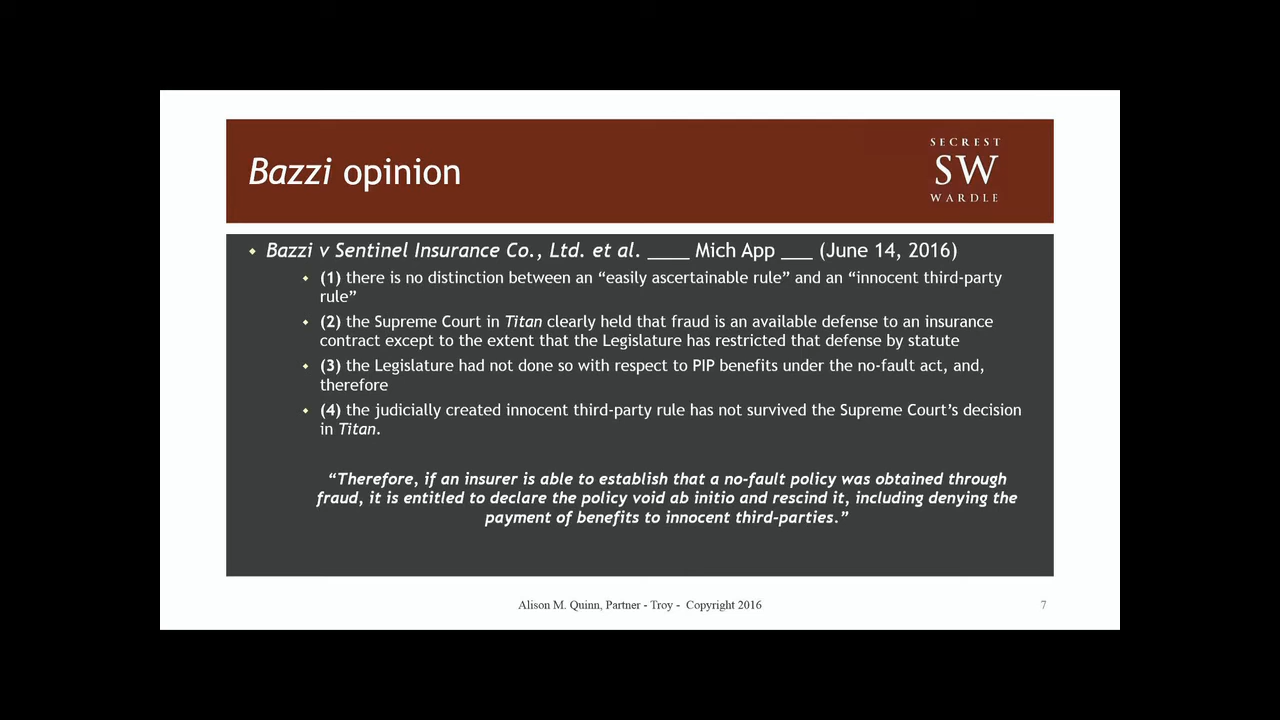 Bazzi opinion
SECREST
SW
WARDLE
Bazzi v Sentinel Insurance Co., Ltd. et al. ____ Mich App ___ (June 14, 2016)
(1) there is no distinction between an “easily ascertainable rule” and an “innocent third-party
rule”
(2) the Supreme Court in Titan clearly held that fraud is an available defense to an insurance
contract except to the extent that the Legislature has restricted that defense by statute
(3) the Legislature had not done so with respect to PIP benefits under the no-fault act, and,
therefore
(4) the judicially created innocent third-party rule has not survived the Supreme Court’s decision
in Titan.
“Therefore, if an insurer is able to establish that a no-fault policy was obtained through
fraud, it is entitled to declare the policy void ab initio and rescind it, including denying the
payment of benefits to innocent third-parties.”
Alison M. Quinn, Partner - Troy - Copyright 2016
7